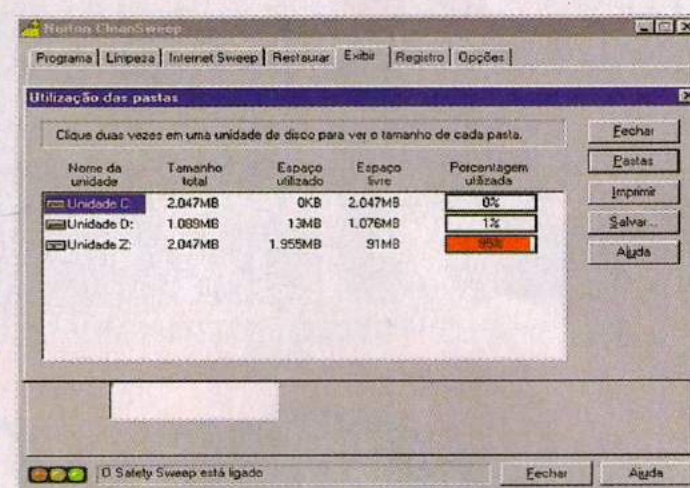 Norton CleanSweep
Programa Limpeza Internet Sweep Restaurar Exibir Registro Opções
Utilização das pastas
Clique duas vezes em uma unidade de disco para ver o tamanho de cada pasta.
Nome da unidade Tamanho total Espaço utilizado Espaço livre Porcentagem utilizada
Unidade C: 2.047MB 0KB 2.047MB 0%
Unidade D: 1.089MB 13MB 1.076MB 1%
Unidade Z: 2.047MB 1.955MB 91MB 95%
Fechar
Pastas
Imprimir
Salvar...
Ajuda
O Safety Sweep está ligado
Fechar Ajuda